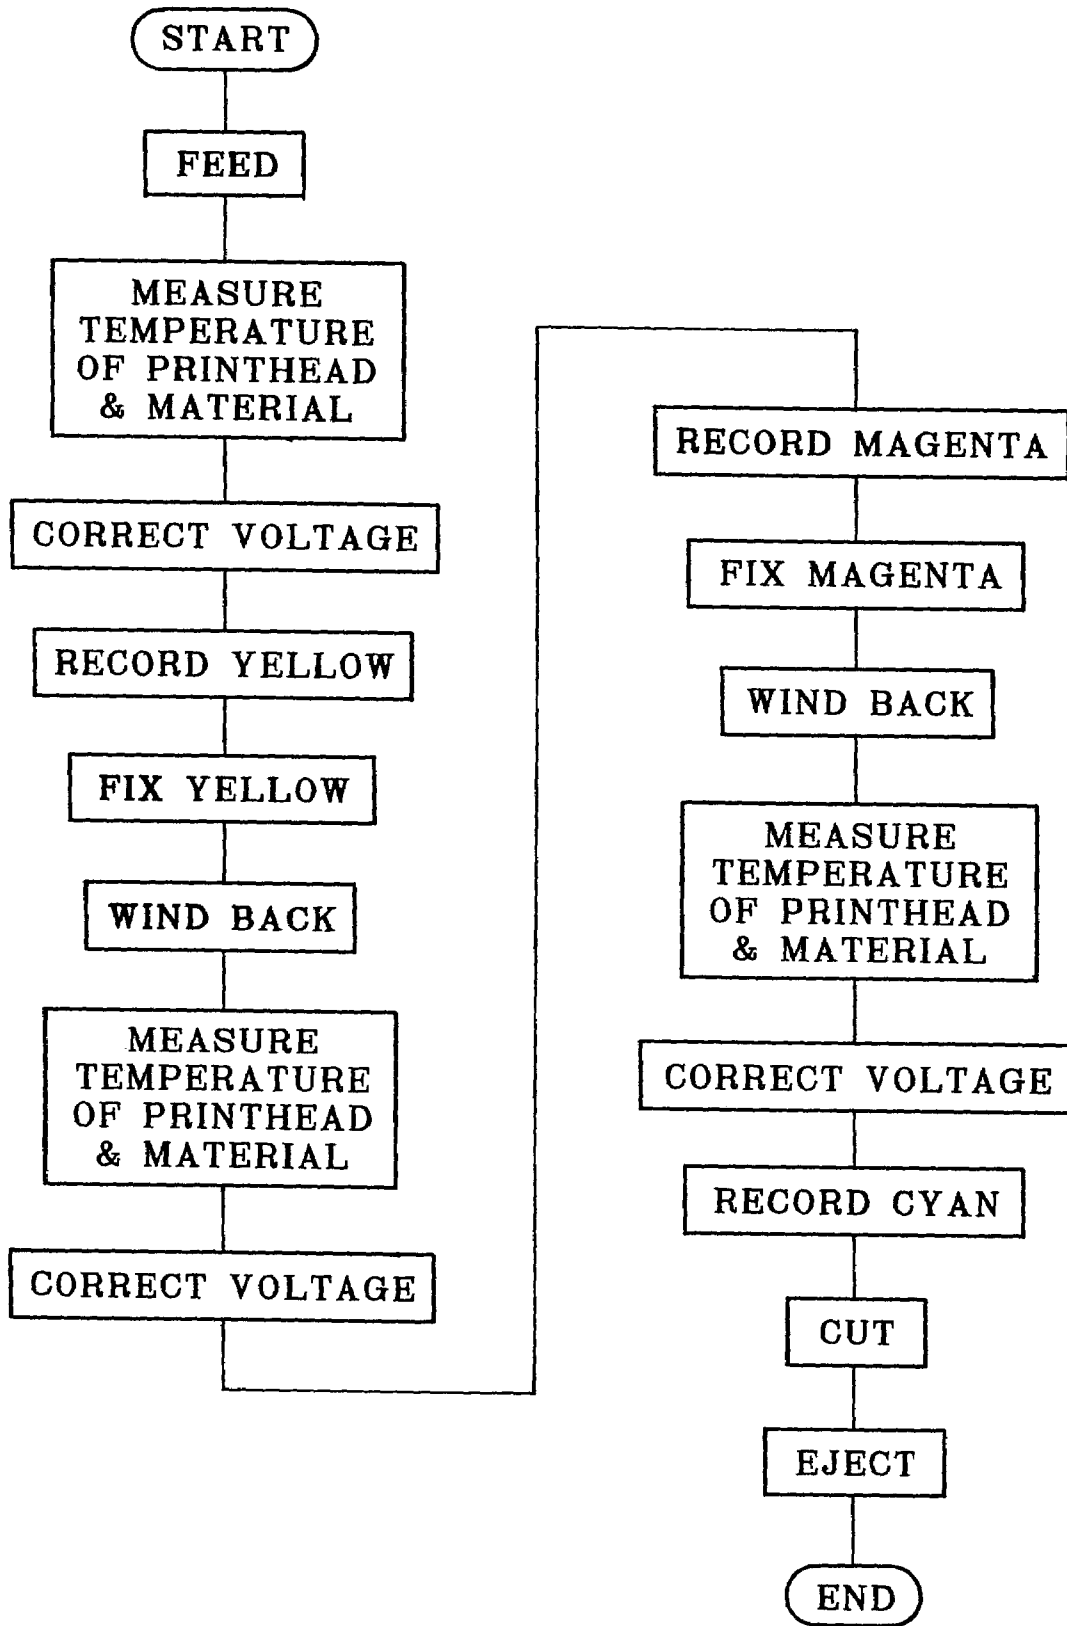 START
FEED
MEASURE
TEMPERATURE
OF PRINTHEAD
& MATERIAL
CORRECT VOLTAGE
RECORD YELLOW
FIX YELLOW
WIND BACK
MEASURE
TEMPERATURE
OF PRINTHEAD
& MATERIAL
CORRECT VOLTAGE
RECORD MAGENTA
FIX MAGENTA
WIND BACK
MEASURE
TEMPERATURE
OF PRINTHEAD
& MATERIAL
CORRECT VOLTAGE
RECORD CYAN
CUT
EJECT
END